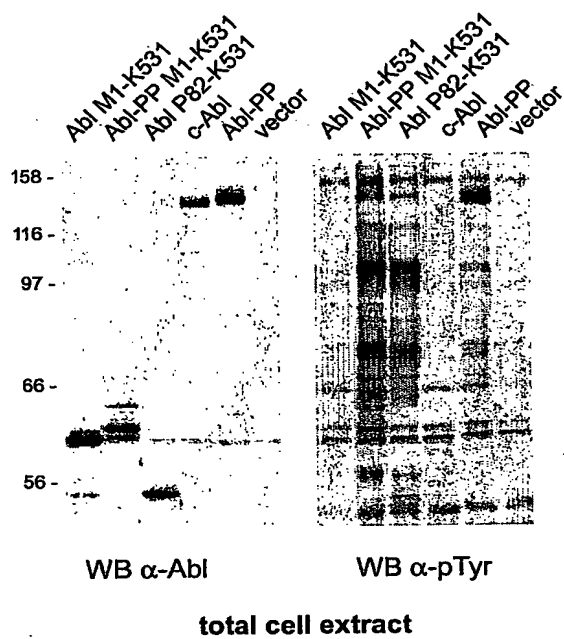 Abl M1-K531
Abl-PP M1-K531
Abl P82-K531
c-Abl
Abl-PP
vector
Abl M1-K531
Abl-PP M1-K531
Abl P82-K531
c-Abl
Abl-PP
vector
158 -
116 -
97 -
66 -
56 -
WB α-Abl
WB α-pTyr
total cell extract